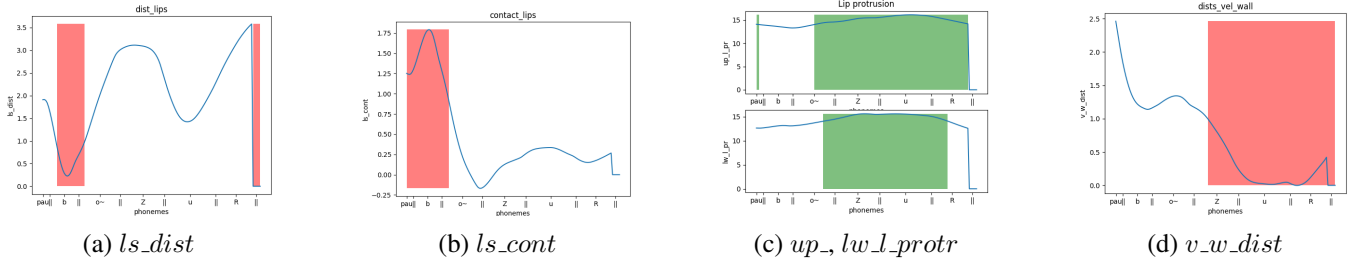 dist_lips
3.5
3.0
2.5
2.0
1.5
1.0
0.5
0.0
ls_dist
pau|| b || o~ || Z || u || R ||
phonemes
(a) ls_dist
contact_lips
1.75
1.50
1.25
1.00
0.75
0.50
0.25
0.00
−0.25
ls_cont
pau|| b || o~ || Z || u || R ||
phonemes
(b) ls_cont
Lip protrusion
15
10
5
0
up_l_pr
pau|| b || o~ || Z || u || R ||
phonemes
15
10
5
0
lw_l_pr
pau|| b || o~ || Z || u || R ||
phonemes
(c) up_, lw_l_protr
dists_vel_wall
2.5
2.0
1.5
1.0
0.5
0.0
v_w_dist
pau|| b || o~ || Z || u || R ||
phonemes
(d) v_w_dist